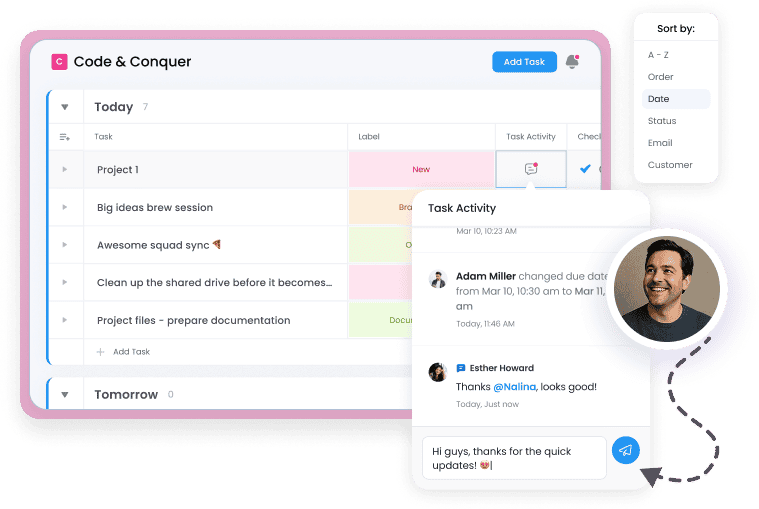 C
Code & Conquer
Add Task
Today 7
Task Label Task Activity Check
Project 1 New
Big ideas brew session Bra
Awesome squad sync
Clean up the shared drive before it becomes...
Project files - prepare documentation Docum
Add Task
Tomorrow 0
Sort by:
A - Z
Order
Date
Status
Email
Customer
Task Activity
Mar 10, 10:23 AM
Adam Miller changed due date
from Mar 10, 10:30 am to Mar 11,
am
Today, 11:46 AM
Esther Howard
Thanks @Nalina, looks good!
Today, Just now
Hi guys, thanks for the quick
updates! 😻